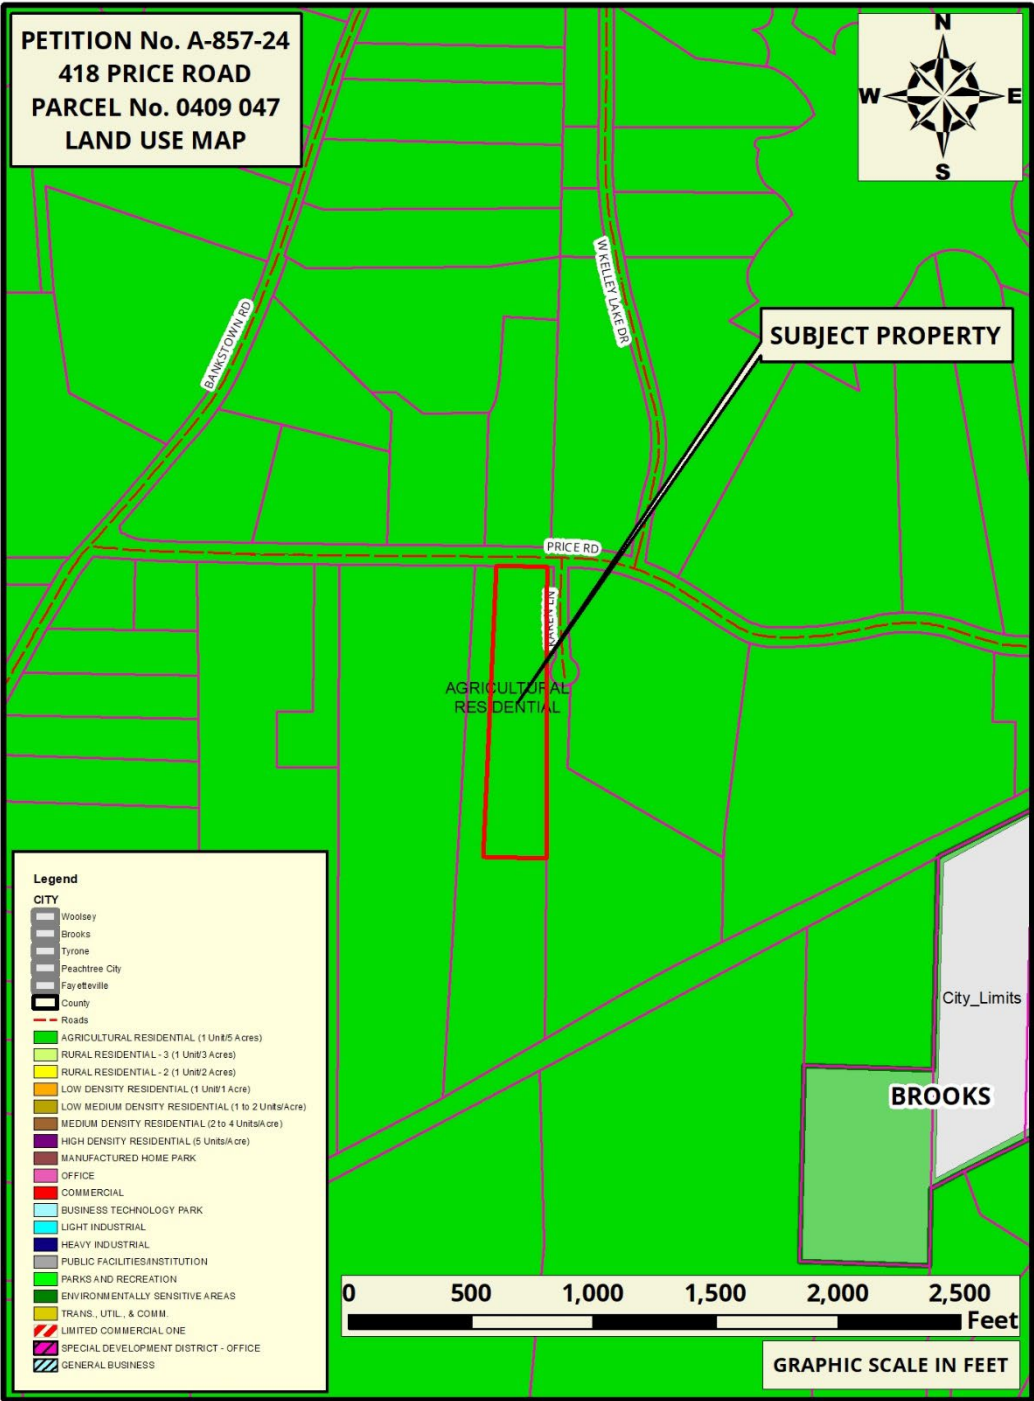 PETITION No. A-857-24
418 PRICE ROAD
PARCEL No. 0409 047
LAND USE MAP
N
W
E
S
BANKSTOWN RD
W KELLEY LAKE DR
SUBJECT PROPERTY
PRICE RD
KAREN LN
AGRICULTURAL
RESIDENTIAL
Legend
CITY
Woolsey
Brooks
Tyrone
Peachtree City
Fayetteville
County
Roads
AGRICULTURAL RESIDENTIAL (1 Unit/5 Acres)
RURAL RESIDENTIAL - 3 (1 Unit/3 Acres)
RURAL RESIDENTIAL - 2 (1 Unit/2 Acres)
LOW DENSITY RESIDENTIAL (1 Unit/1 Acre)
LOW MEDIUM DENSITY RESIDENTIAL (1 to 2 Units/Acre)
MEDIUM DENSITY RESIDENTIAL (2 to 4 Units/Acre)
HIGH DENSITY RESIDENTIAL (5 Units/Acre)
MANUFACTURED HOME PARK
OFFICE
COMMERCIAL
BUSINESS TECHNOLOGY PARK
LIGHT INDUSTRIAL
HEAVY INDUSTRIAL
PUBLIC FACILITIES/INSTITUTION
PARKS AND RECREATION
ENVIRONMENTALLY SENSITIVE AREAS
TRANS., UTIL., & COMM.
LIMITED COMMERCIAL ONE
SPECIAL DEVELOPMENT DISTRICT - OFFICE
GENERAL BUSINESS
City_Limits
BROOKS
0 500 1,000 1,500 2,000 2,500
Feet
GRAPHIC SCALE IN FEET